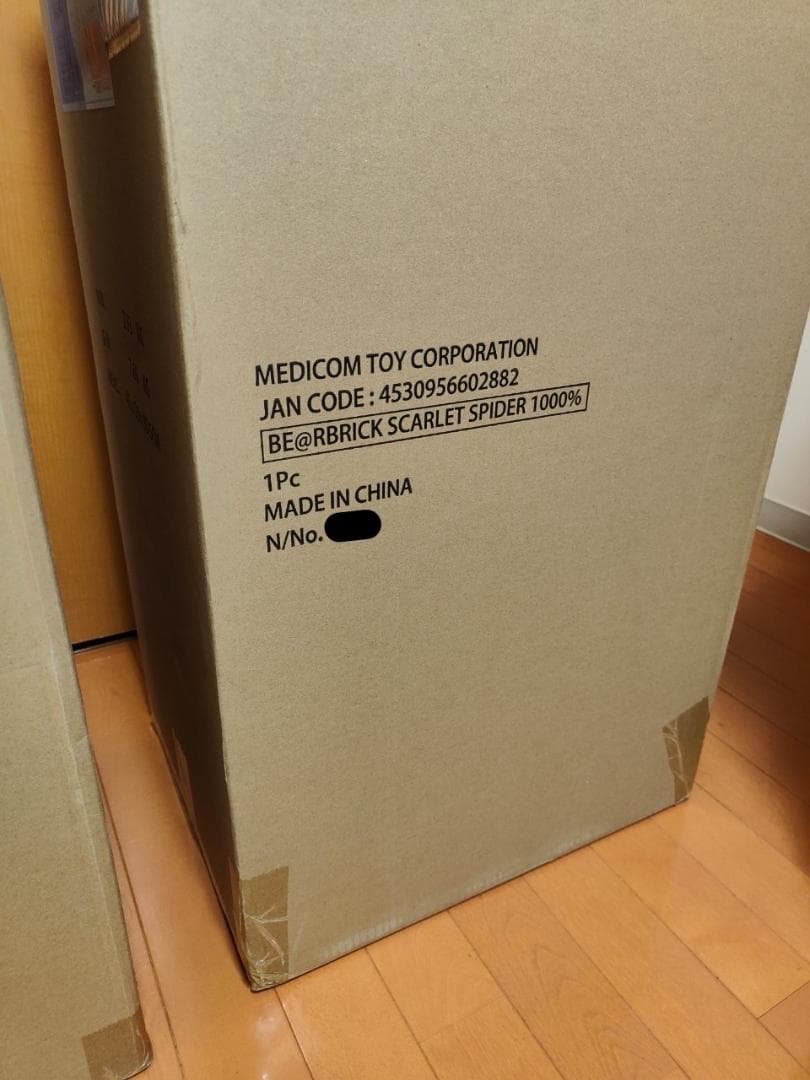 MEDICOM TOY CORPORATION
JAN CODE : 4530956602882
BE@RBRICK SCARLET SPIDER 1000%
1Pc
MADE IN CHINA
N/No.